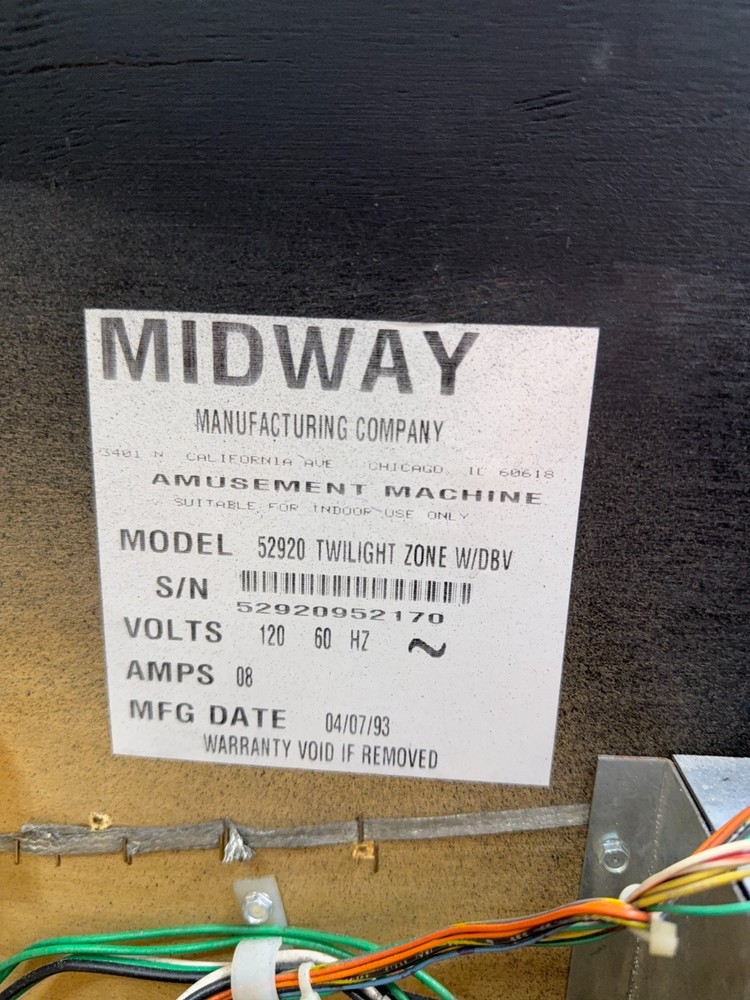 MIDWAY
MANUFACTURING COMPANY
3401 N CALIFORNIA AVE CHICAGO, IL 60618
AMUSEMENT MACHINE
SUITABLE FOR INDOOR USE ONLY
MODEL 52920 TWILIGHT ZONE W/DBV
S/N
52920952170
VOLTS 120 60 HZ ~
AMPS 08
MFG DATE 04/07/93
WARRANTY VOID IF REMOVED